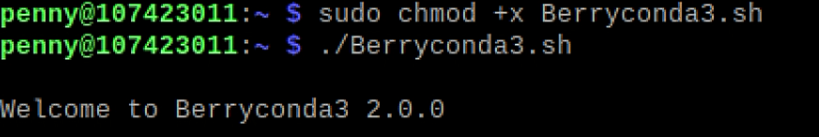 penny@107423011:~ $ sudo chmod +x Berryconda3.sh
penny@107423011:~ $ ./Berryconda3.sh
Welcome to Berryconda3 2.0.0